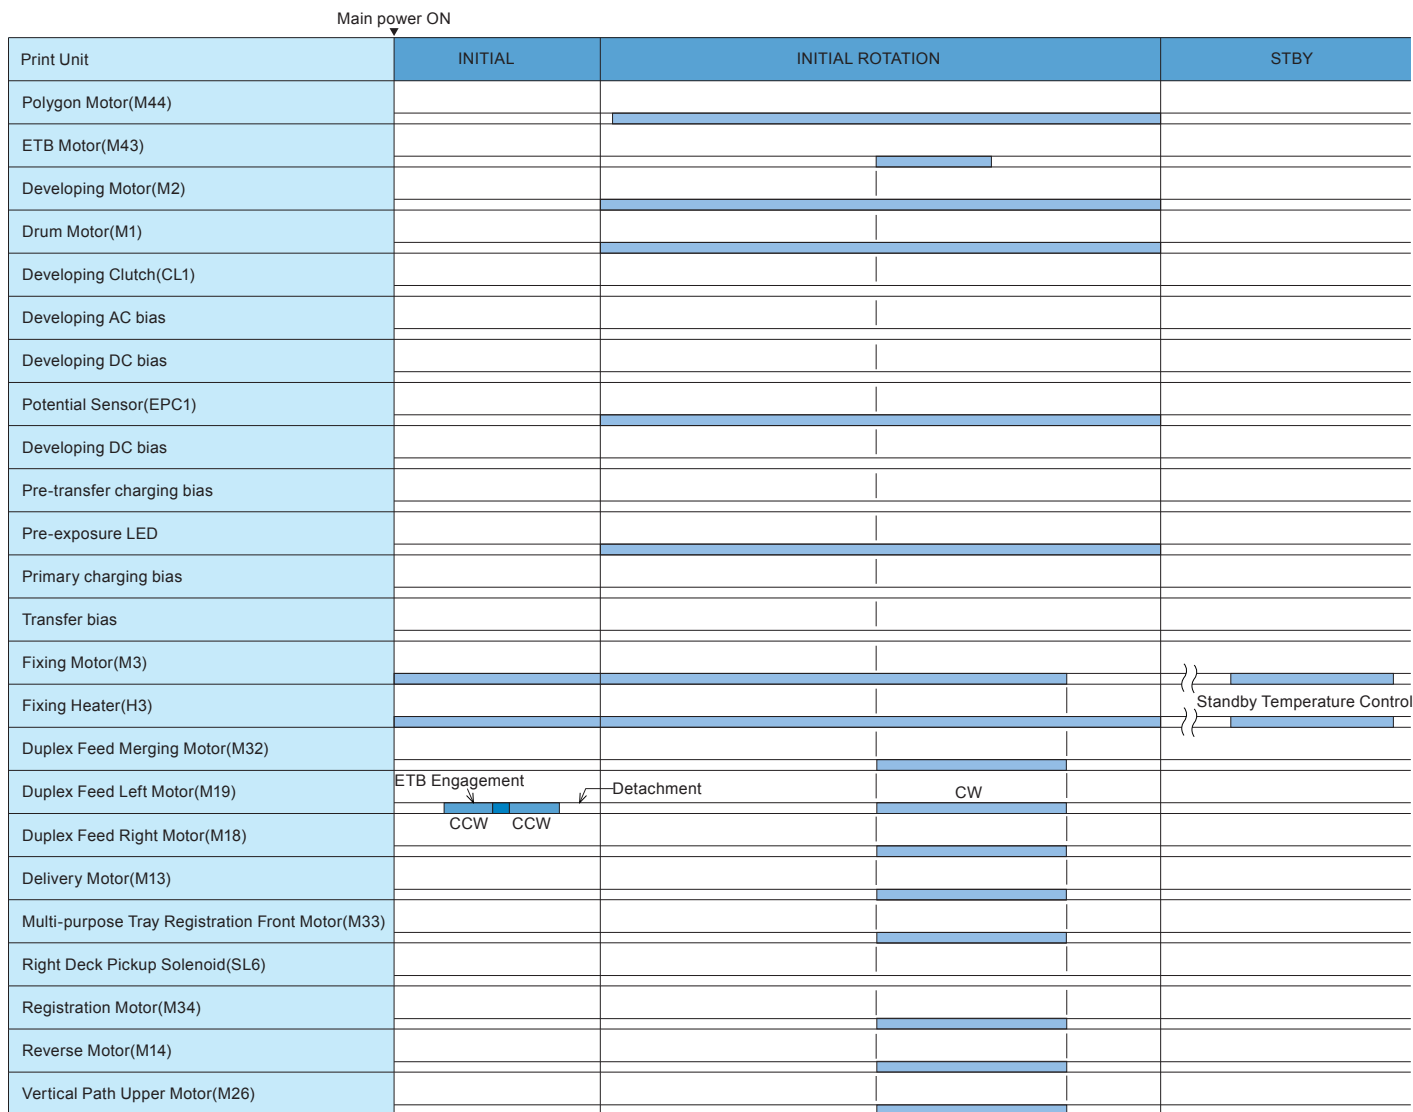 Main power ON
Print Unit INITIAL INITIAL ROTATION STBY
Polygon Motor(M44)
ETB Motor(M43)
Developing Motor(M2)
Drum Motor(M1)
Developing Clutch(CL1)
Developing AC bias
Developing DC bias
Potential Sensor(EPC1)
Developing DC bias
Pre-transfer charging bias
Pre-exposure LED
Primary charging bias
Transfer bias
Fixing Motor(M3)
Fixing Heater(H3) Standby Temperature Control
Duplex Feed Merging Motor(M32)
ETB Engagement
Duplex Feed Left Motor(M19) Detachment CW
CCW CCW
Duplex Feed Right Motor(M18)
Delivery Motor(M13)
Multi-purpose Tray Registration Front Motor(M33)
Right Deck Pickup Solenoid(SL6)
Registration Motor(M34)
Reverse Motor(M14)
Vertical Path Upper Motor(M26)